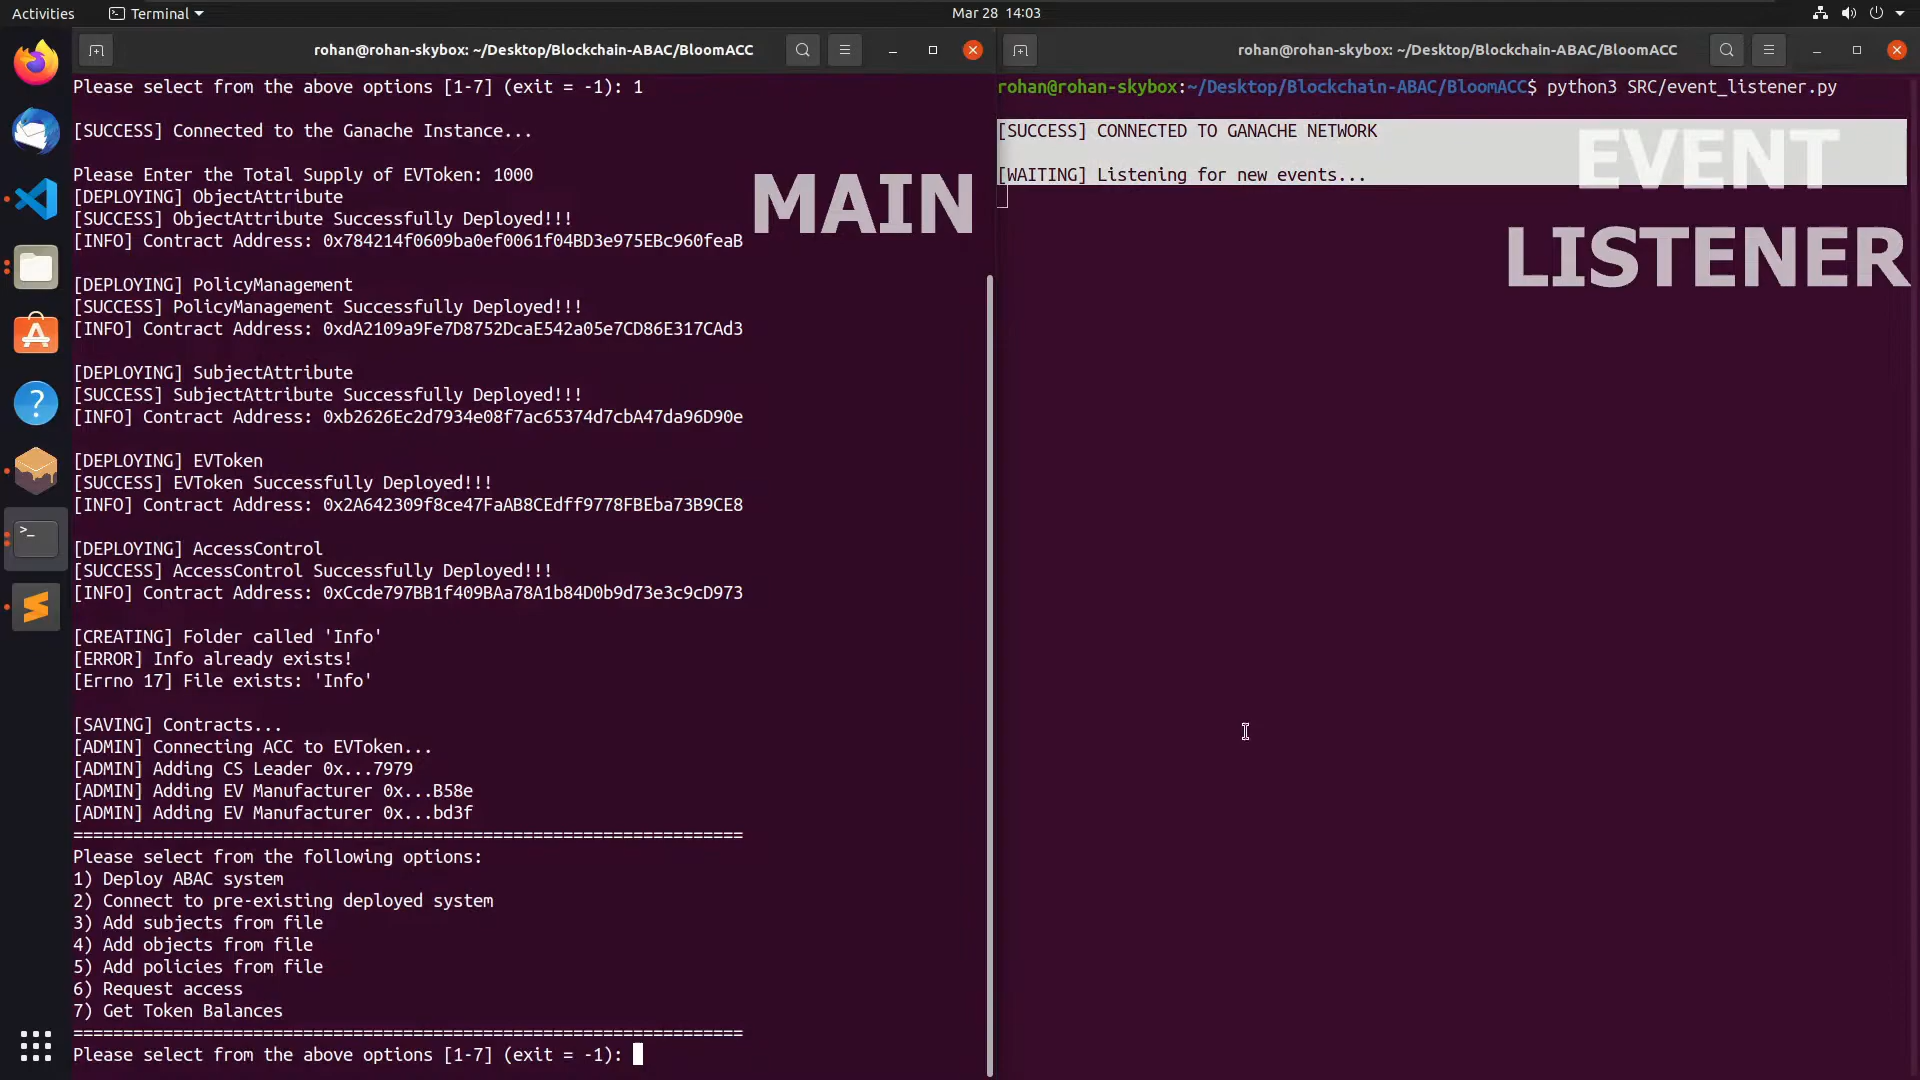 Activities
Terminal
Mar 28 14:03
rohan@rohan-skybox: ~/Desktop/Blockchain-ABAC/BloomACC
Please select from the above options [1-7] (exit = -1): 1
[SUCCESS] Connected to the Ganache Instance...
Please Enter the Total Supply of EVToken: 1000
[DEPLOYING] ObjectAttribute
[SUCCESS] ObjectAttribute Successfully Deployed!!!
[INFO] Contract Address: 0x784214f0609ba0ef0061f04BD3e975EBc960feaB
MAIN
[DEPLOYING] PolicyManagement
[SUCCESS] PolicyManagement Successfully Deployed!!!
[INFO] Contract Address: 0xdA2109a9Fe7D8752DcaE542a05e7CD86E317CAd3
[DEPLOYING] SubjectAttribute
[SUCCESS] SubjectAttribute Successfully Deployed!!!
[INFO] Contract Address: 0xb2626Ec2d7934e08f7ac65374d7cbA47da96D90e
[DEPLOYING] EVToken
[SUCCESS] EVToken Successfully Deployed!!!
[INFO] Contract Address: 0x2A642309f8ce47FaAB8CEdff9778FBEba73B9CE8
[DEPLOYING] AccessControl
[SUCCESS] AccessControl Successfully Deployed!!!
[INFO] Contract Address: 0xCcde797BB1f409BAa78A1b84D0b9d73e3c9cD973
[CREATING] Folder called 'Info'
[ERROR] Info already exists!
[Errno 17] File exists: 'Info'
[SAVING] Contracts...
[ADMIN] Connecting ACC to EVToken...
[ADMIN] Adding CS Leader 0x...7979
[ADMIN] Adding EV Manufacturer 0x...B58e
[ADMIN] Adding EV Manufacturer 0x...bd3f
===================================================================
Please select from the following options:
1) Deploy ABAC system
2) Connect to pre-existing deployed system
3) Add subjects from file
4) Add objects from file
5) Add policies from file
6) Request access
7) Get Token Balances
===================================================================
Please select from the above options [1-7] (exit = -1):
rohan@rohan-skybox: ~/Desktop/Blockchain-ABAC/BloomACC
rohan@rohan-skybox:~/Desktop/Blockchain-ABAC/BloomACC$ python3 SRC/event_listener.py
[SUCCESS] CONNECTED TO GANACHE NETWORK
[WAITING] Listening for new events...
EVENT
LISTENER